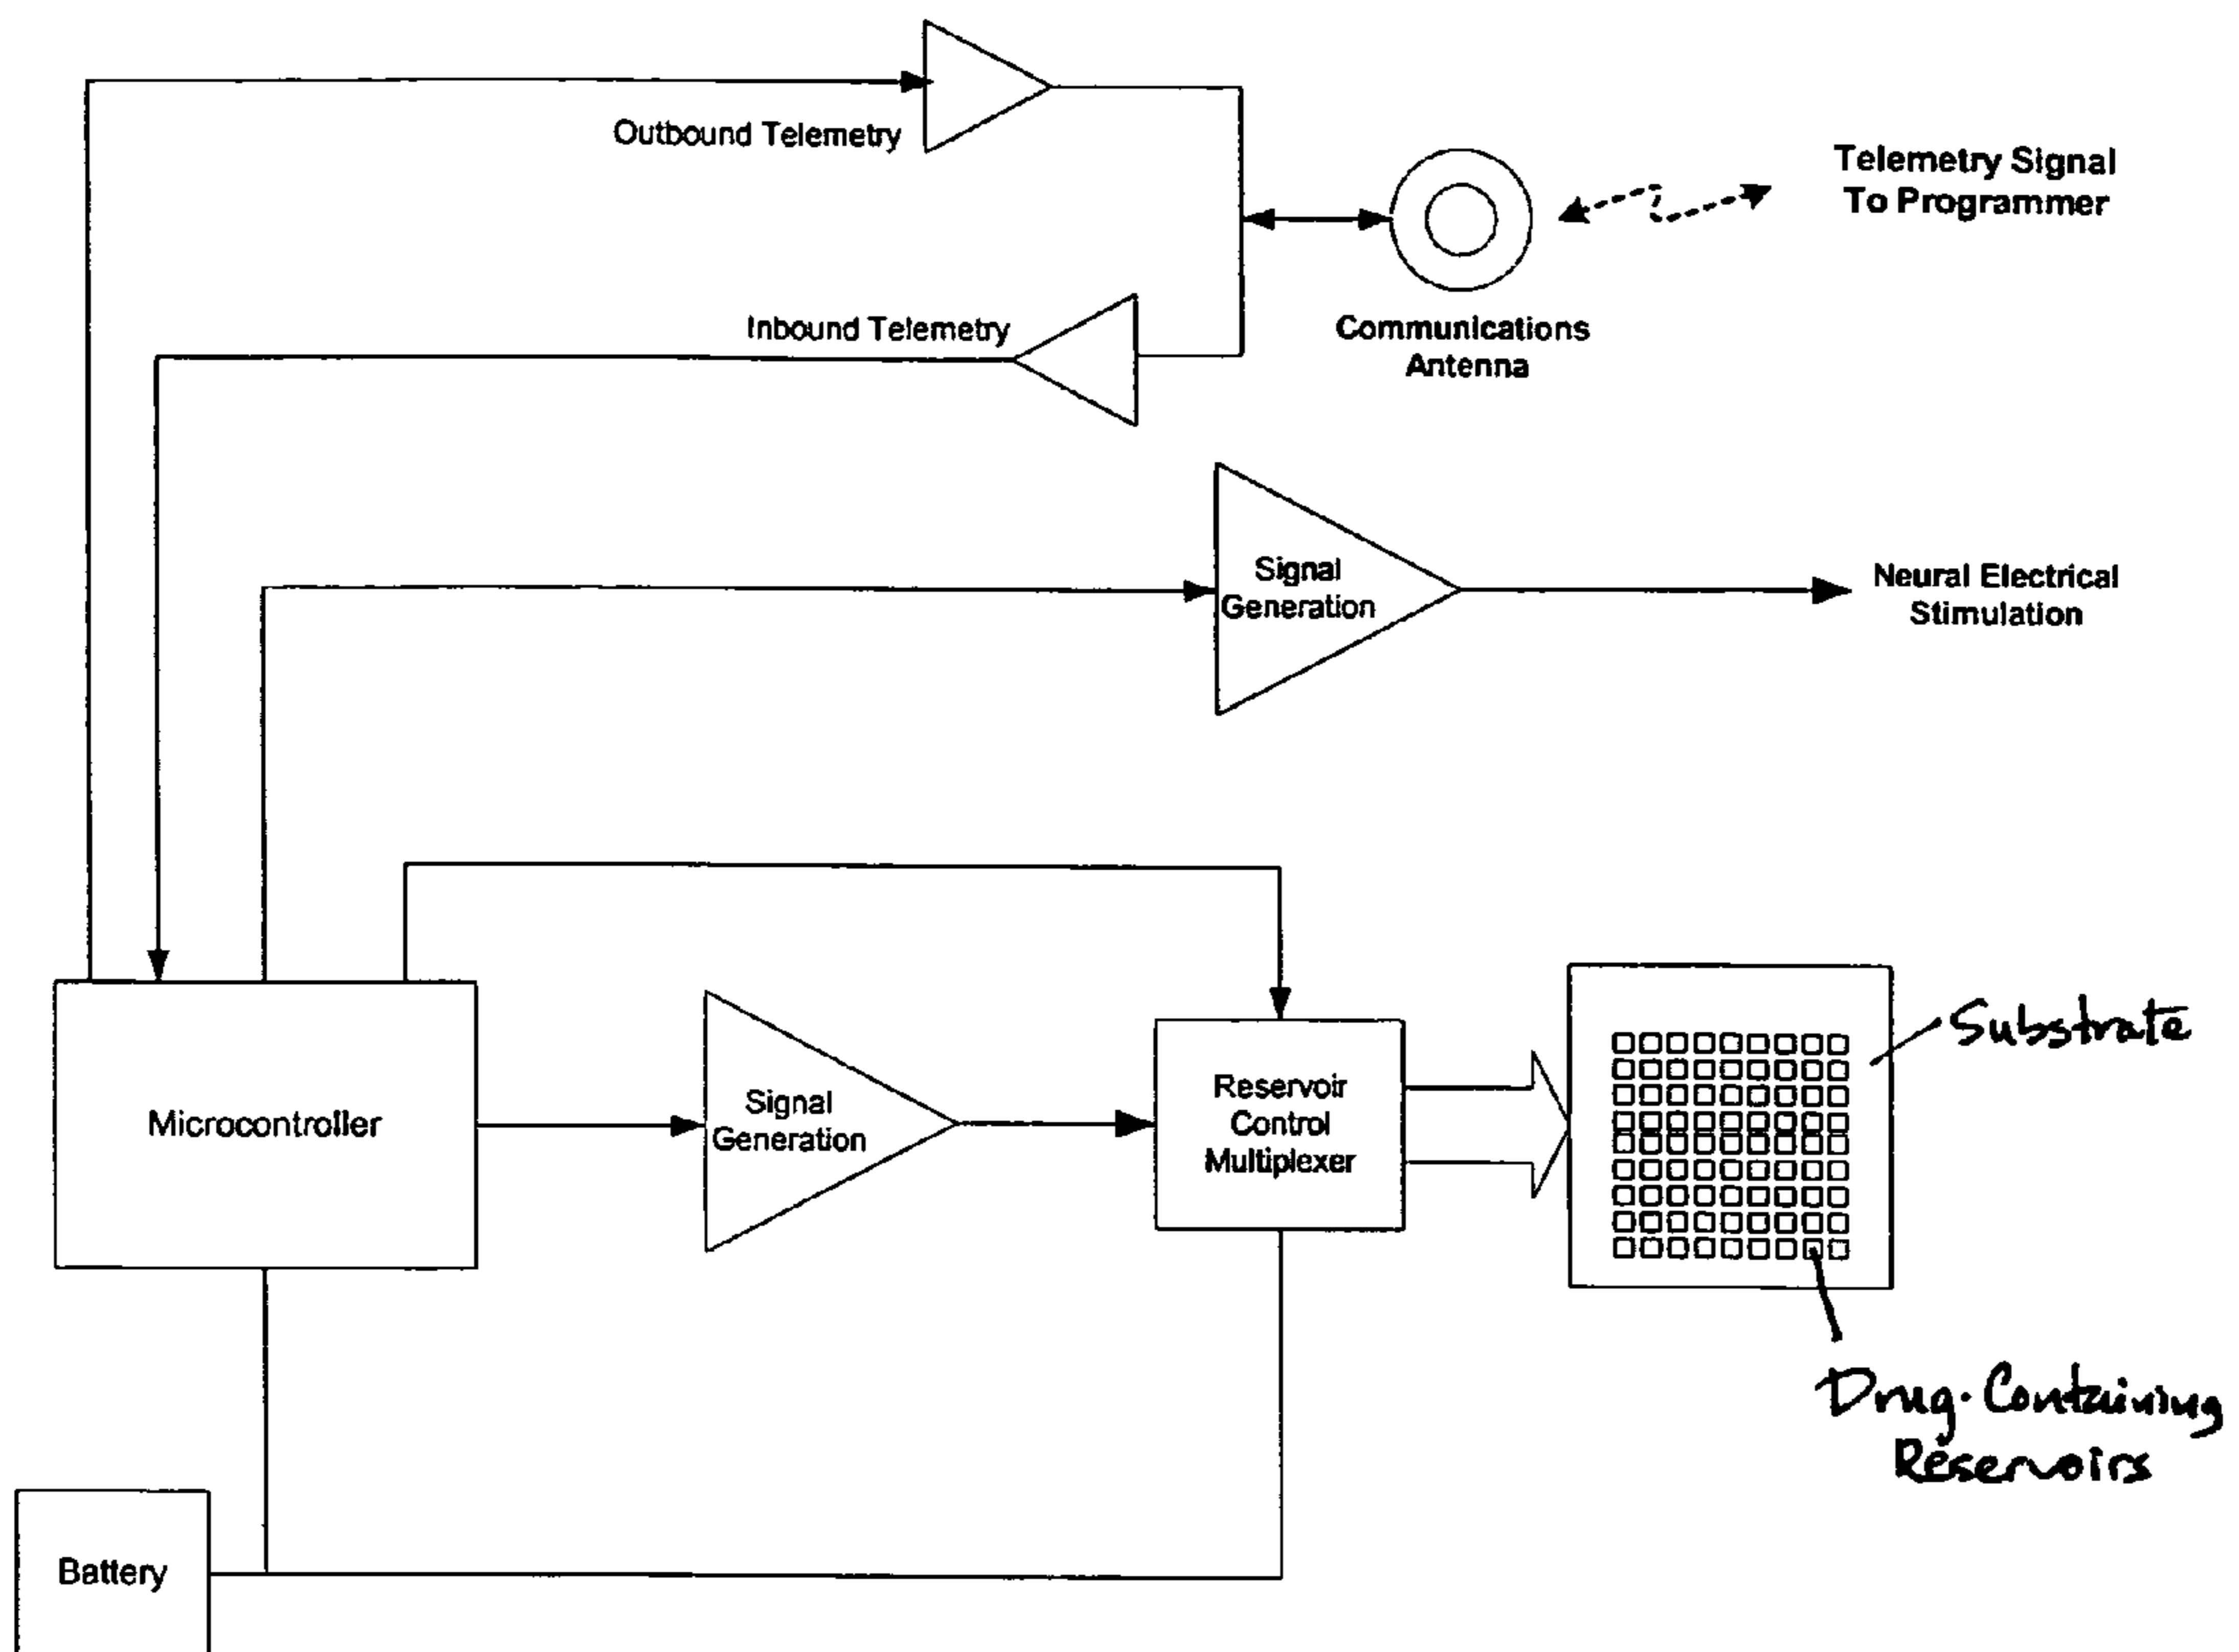 Outbound Telemetry
Telemetry Signal
To Programmer
Inbound Telemetry
Communications
Antenna
Signal
Generation
Neural Electrical
Stimulation
Substrate
Microcontroller
Signal
Generation
Reservoir
Control
Multiplexer
Drug-Containing
Reservoirs
Battery